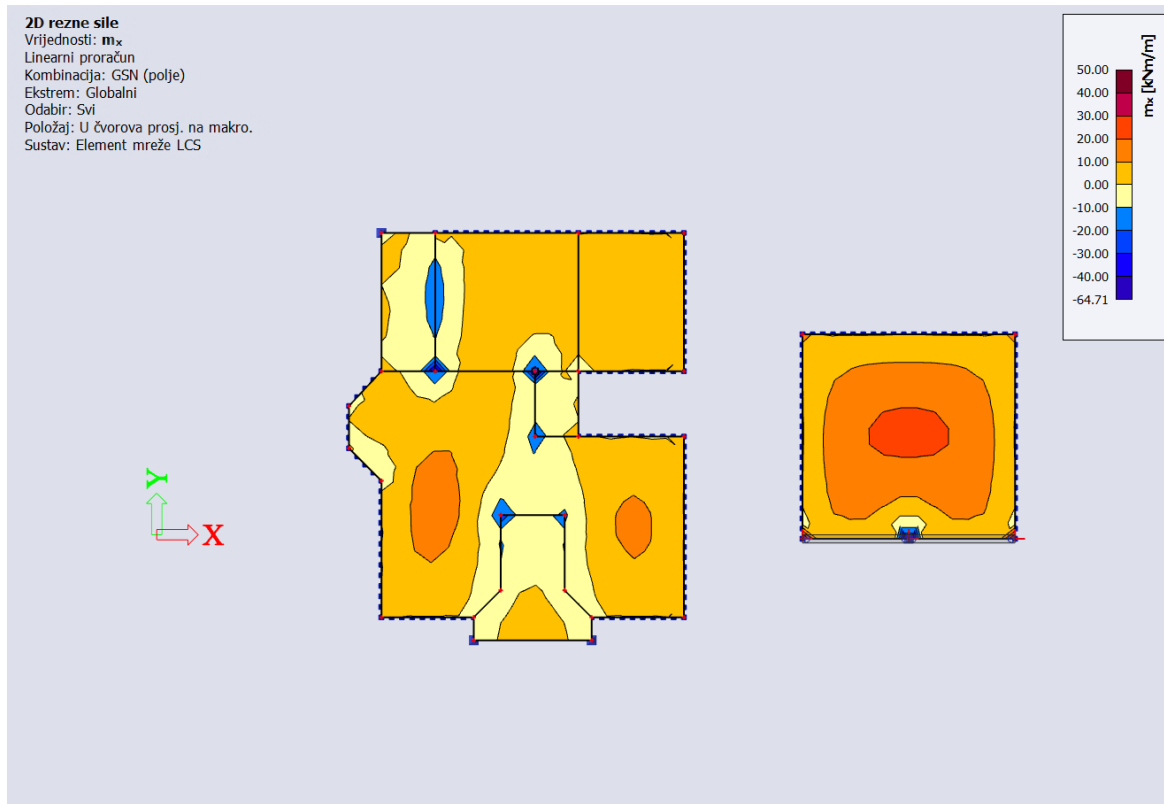 2D rezne sile
Vrijednosti: mₓ
Linearni proračun
Kombinacija: GSN (polje)
Ekstrem: Globalni
Odabir: Svi
Položaj: U čvorova prosj. na makro.
Sustav: Element mreže LCS
50.00
40.00
30.00
20.00
10.00
0.00
-10.00
-20.00
-30.00
-40.00
-64.71
mₓ [kNm/m]
Y
X